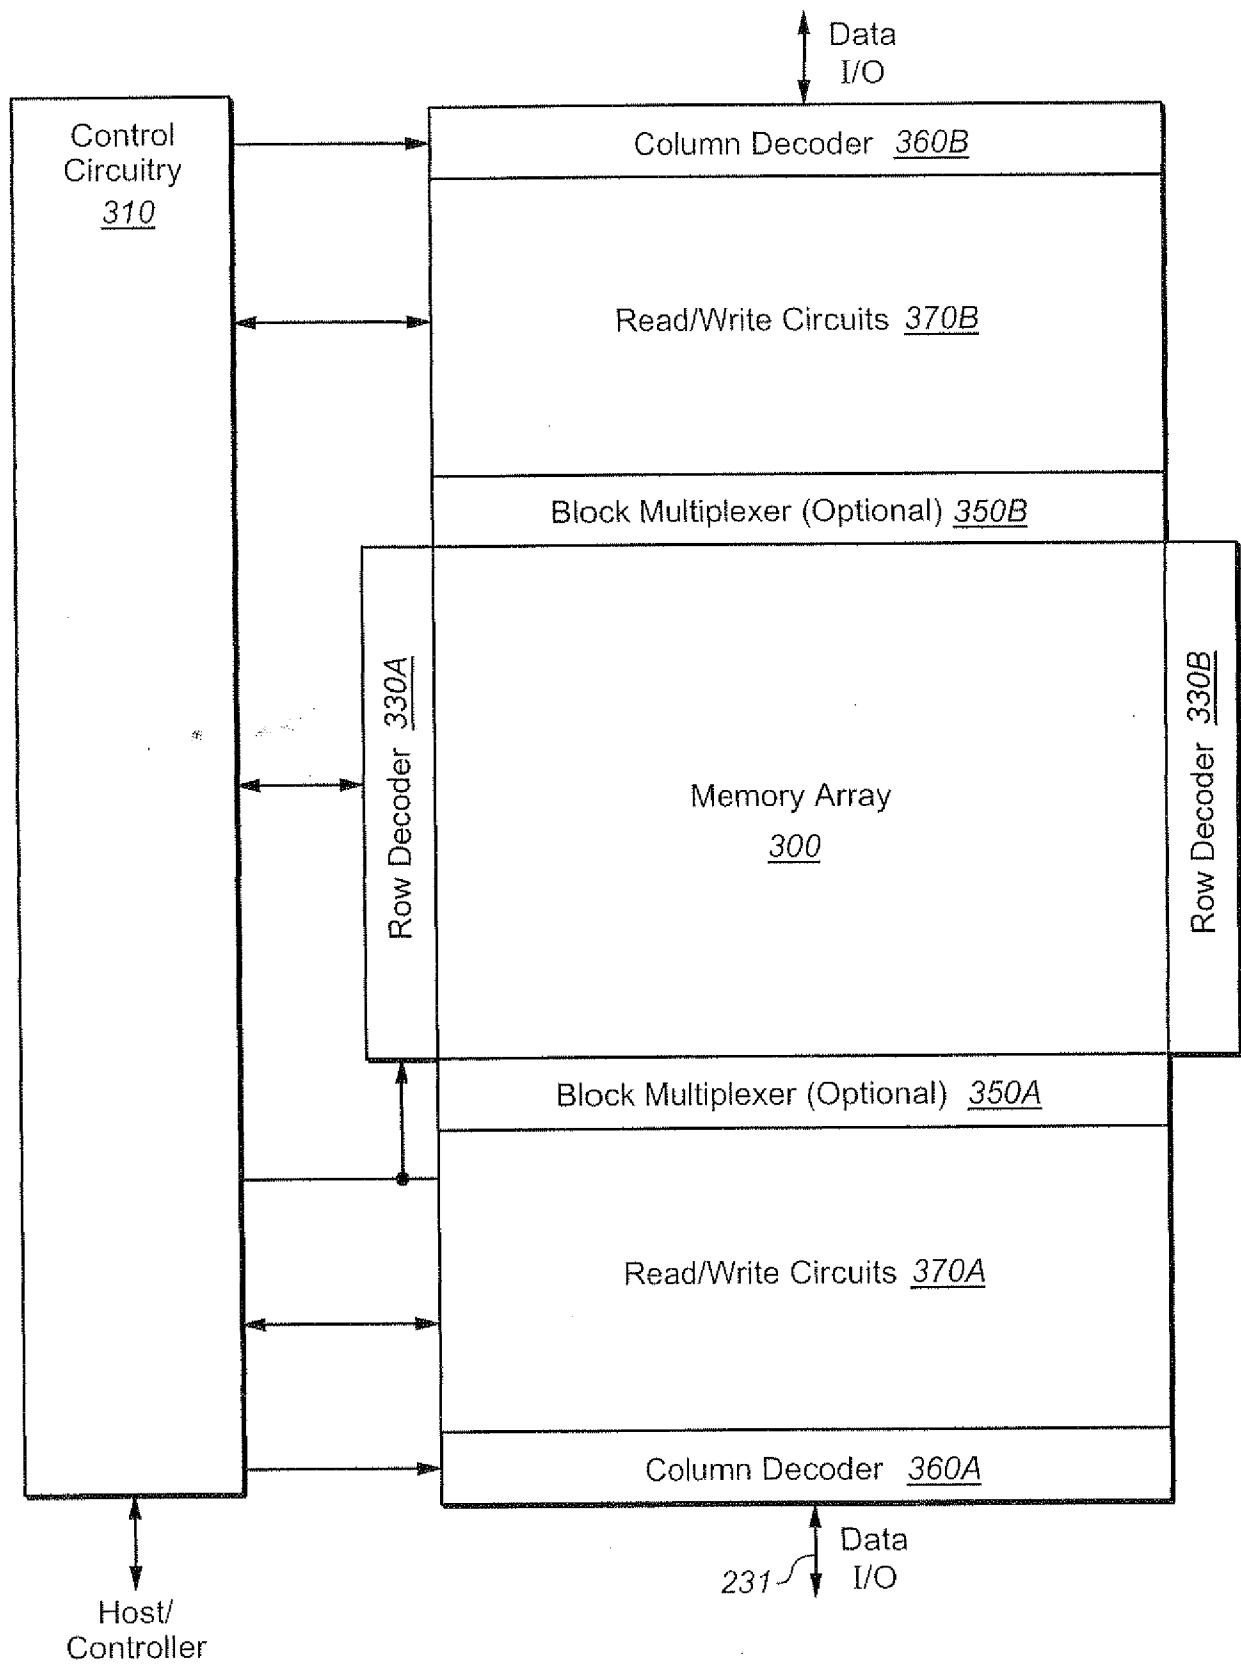 Data
I/O
Control
Circuitry
310
Column Decoder 360B
Read/Write Circuits 370B
Block Multiplexer (Optional) 350B
Row Decoder 330A
Memory Array
300
Row Decoder 330B
Block Multiplexer (Optional) 350A
Read/Write Circuits 370A
Column Decoder 360A
231
Data
I/O
Host/
Controller